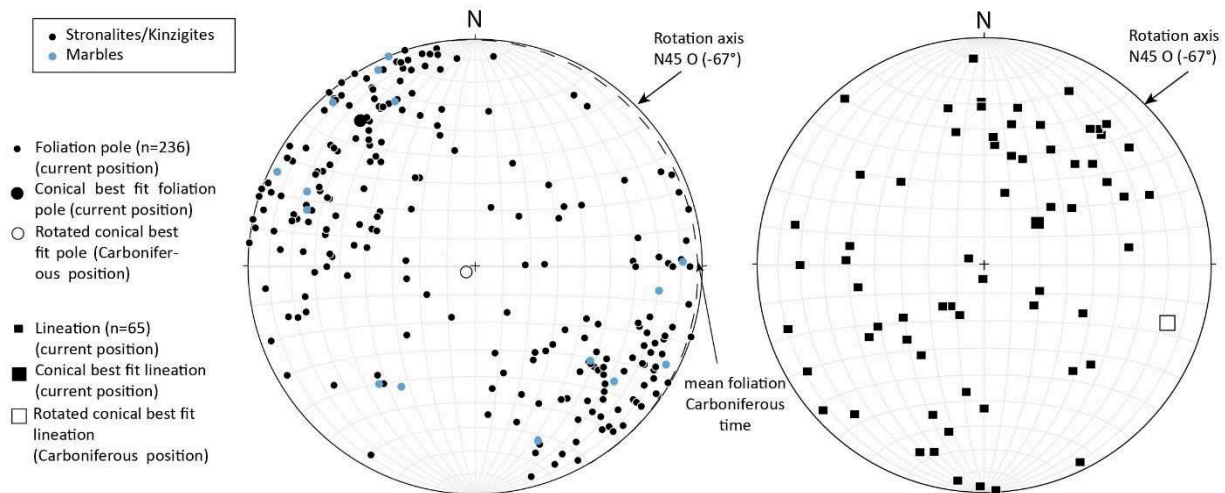 Stronalites/Kinzigites
Marbles
Foliation pole (n=236)
(current position)
Conical best fit foliation
pole (current position)
Rotated conical best
fit pole (Carbonifer-
ous position)
Lineation (n=65)
(current position)
Conical best fit lineation
(current position)
Rotated conical best fit
lineation
(Carboniferous position)
N
Rotation axis
N45 O (-67°)
mean foliation
Carboniferous
time
N
Rotation axis
N45 O (-67°)